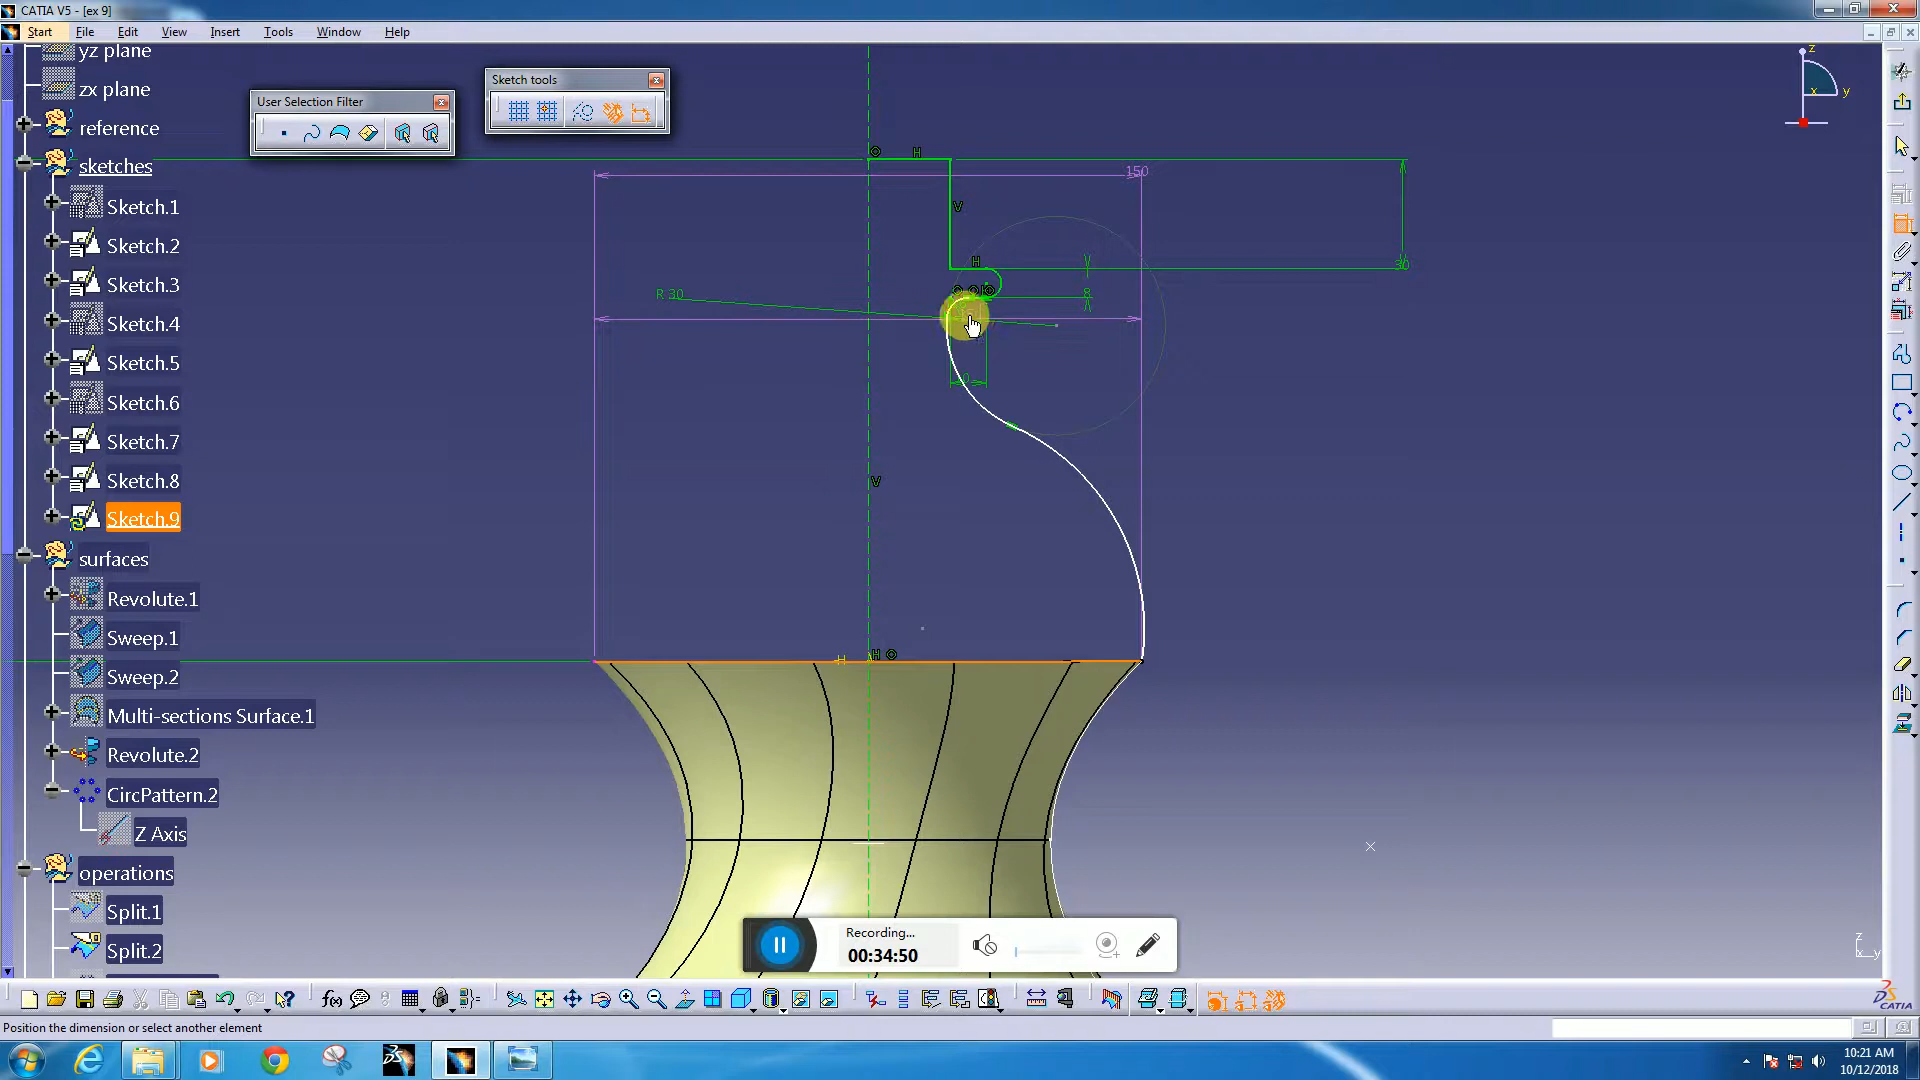 CATIA V5 - [ex 9]
Start File Edit View Insert Tools Window Help
yz plane
zx plane
reference
sketches
Sketch.1
Sketch.2
Sketch.3
Sketch.4
Sketch.5
Sketch.6
Sketch.7
Sketch.8
Sketch.9
surfaces
Revolute.1
Sweep.1
Sweep.2
Multi-sections Surface.1
Revolute.2
CircPattern.2
Z Axis
operations
Split.1
Split.2
User Selection Filter
Sketch tools
z
x y
H
150
V
H
30
R 30
8
V
H
H
Recording...
00:34:50
z
x y
f(x)
CATIA
Position the dimension or select another element
10:21 AM
10/12/2018